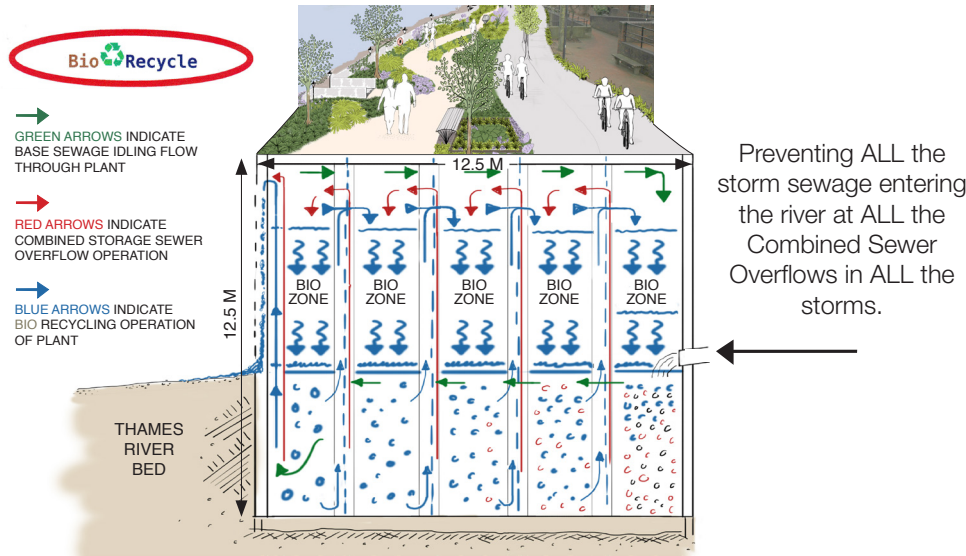 Bio Recycle
GREEN ARROWS INDICATE
BASE SEWAGE IDLING FLOW
THROUGH PLANT
RED ARROWS INDICATE
COMBINED STORAGE SEWER
OVERFLOW OPERATION
BLUE ARROWS INDICATE
BIO RECYCLING OPERATION
OF PLANT
12.5 M
12.5 M
BIO
ZONE
BIO
ZONE
BIO
ZONE
BIO
ZONE
BIO
ZONE
THAMES
RIVER
BED
Preventing ALL the
storm sewage entering
the river at ALL the
Combined Sewer
Overflows in ALL the
storms.